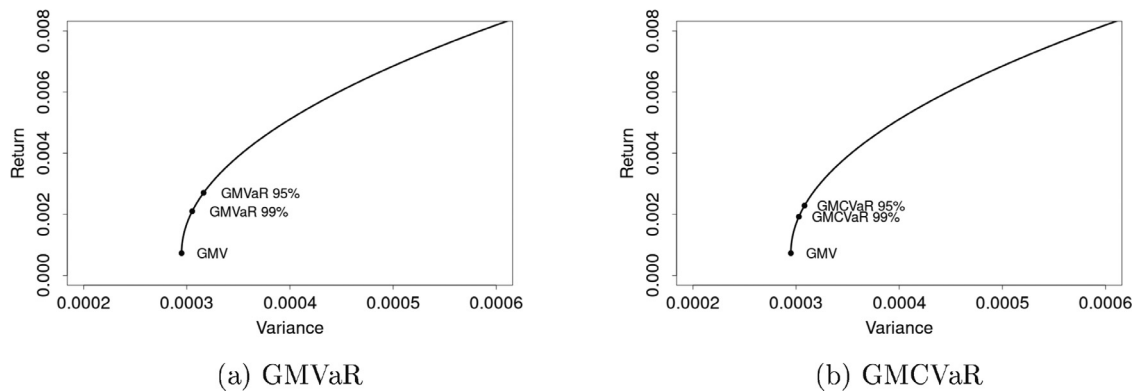 0.008
0.006
Return
0.004
GMVaR 95%
0.002
GMVaR 99%
GMV
0.000
0.0002 0.0003 0.0004 0.0005 0.0006
Variance
(a) GMVaR
0.008
0.006
Return
0.004
GMCVaR 95%
0.002
GMCVaR 99%
GMV
0.000
0.0002 0.0003 0.0004 0.0005 0.0006
Variance
(b) GMCVaR